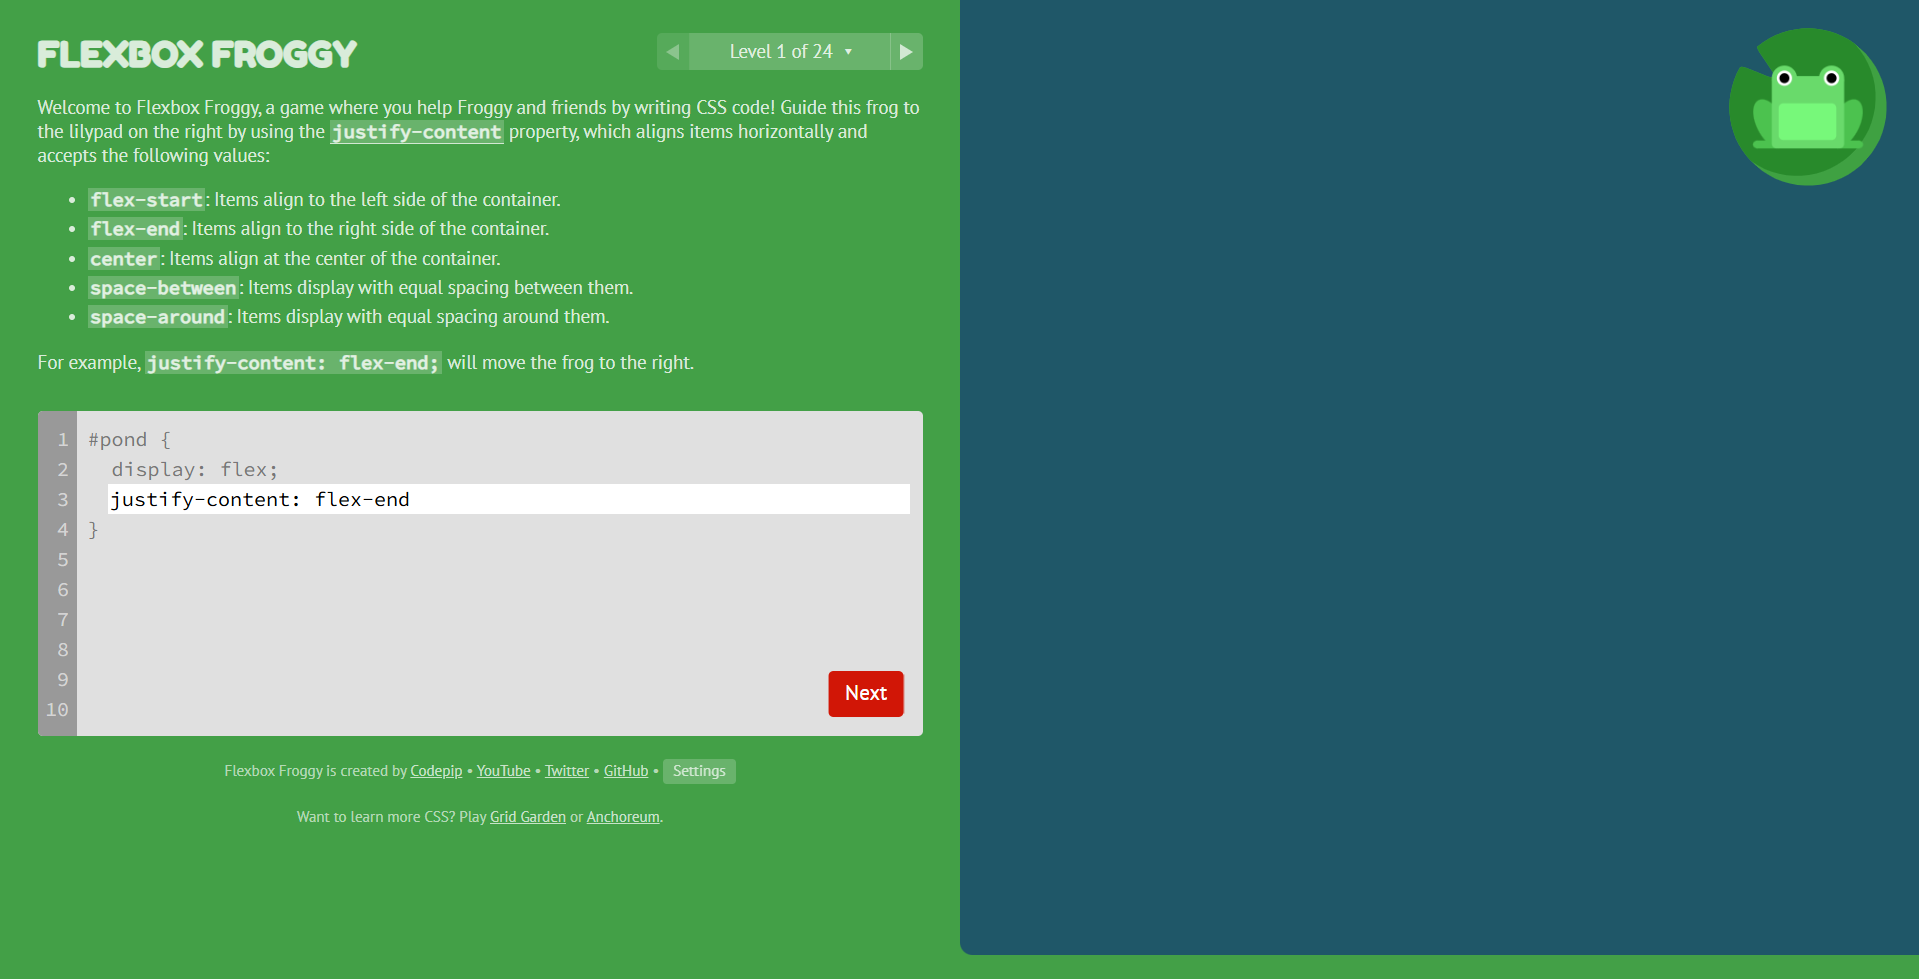 FLEXBOX FROGGY
Level 1 of 24
Welcome to Flexbox Froggy, a game where you help Froggy and friends by writing CSS code! Guide this frog to
the lilypad on the right by using the justify-content property, which aligns items horizontally and
accepts the following values:
• flex-start: Items align to the left side of the container.
• flex-end: Items align to the right side of the container.
• center: Items align at the center of the container.
• space-between: Items display with equal spacing between them.
• space-around: Items display with equal spacing around them.
For example, justify-content: flex-end; will move the frog to the right.
1 #pond {
2 display: flex;
3 justify-content: flex-end
4 }
5
6
7
8
9
10
Next
Flexbox Froggy is created by Codepip • YouTube • Twitter • GitHub • Settings
Want to learn more CSS? Play Grid Garden or Anchoreum.